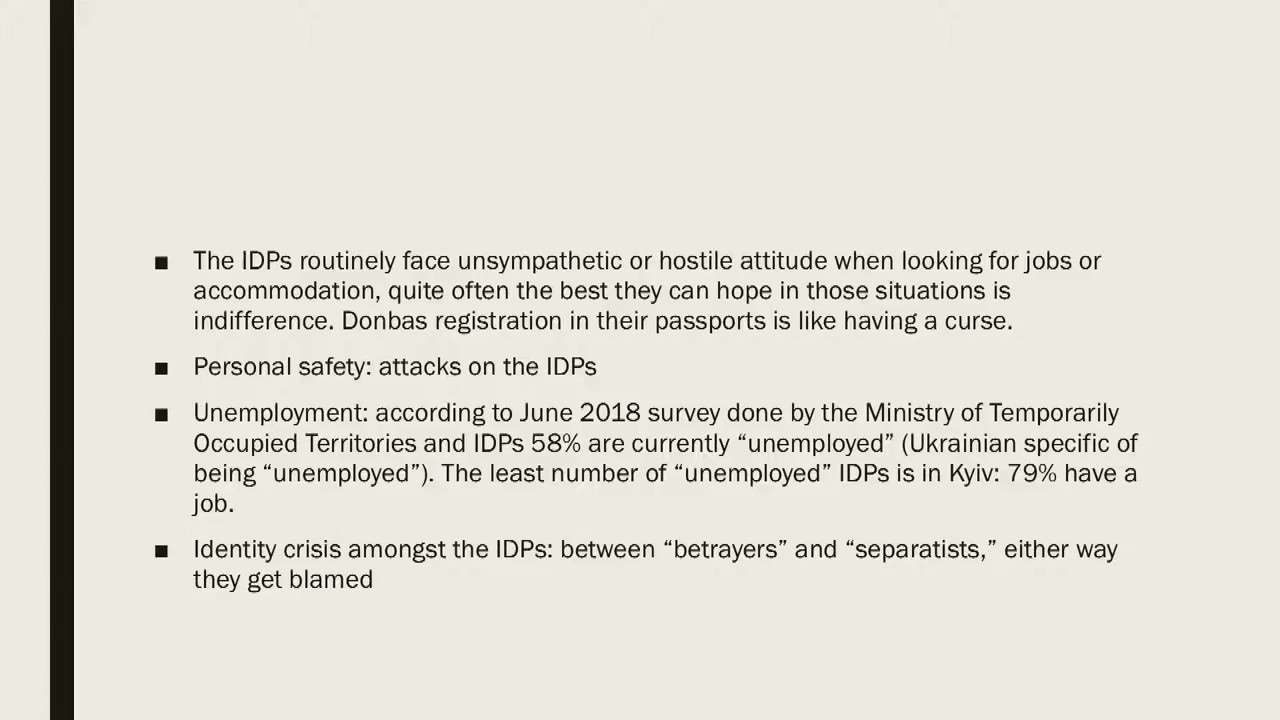 ■ The IDPs routinely face unsympathetic or hostile attitude when looking for jobs or
accommodation, quite often the best they can hope in those situations is
indifference. Donbas registration in their passports is like having a curse.
■ Personal safety: attacks on the IDPs
■ Unemployment: according to June 2018 survey done by the Ministry of Temporarily
Occupied Territories and IDPs 58% are currently “unemployed” (Ukrainian specific of
being “unemployed”). The least number of “unemployed” IDPs is in Kyiv: 79% have a
job.
■ Identity crisis amongst the IDPs: between “betrayers” and “separatists,” either way
they get blamed